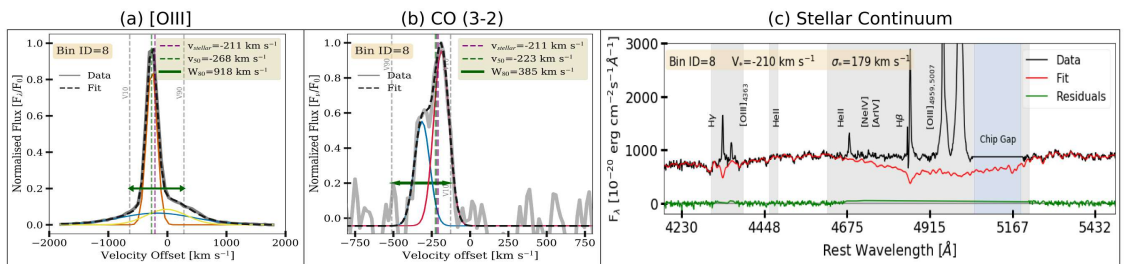 (a) [OIII]
Bin ID=8
v_stellar=-211 km s⁻¹
v₅₀=-268 km s⁻¹
W₈₀=918 km s⁻¹
Data
Fit
V10
V90
Normalised Flux [F_λ/F₀]
1.0
0.8
0.6
0.4
0.2
0.0
−2000
−1000
0
1000
2000
Velocity Offset [km s⁻¹]
(b) CO (3-2)
Bin ID=8
v_stellar=-211 km s⁻¹
v₅₀=-223 km s⁻¹
W₈₀=385 km s⁻¹
Data
Fit
V90
1.0
0.8
0.6
0.4
0.2
0.0
−750
−500
−250
0
250
500
750
Velocity offset [km s⁻¹]
(c) Stellar Continuum
Bin ID=8 V*=-210 km s⁻¹ σ*=179 km s⁻¹
Data
Fit
Residuals
Hγ
[OIII]4363
HeII
HeII
[NeIV]
[ArIV]
Hβ
[OIII]4959,5007
Chip Gap
F_λ [10⁻²⁰ erg cm⁻²s⁻¹Å⁻¹]
3000
2000
1000
0
4230
4448
4675
4915
5167
5432
Rest Wavelength [Å]